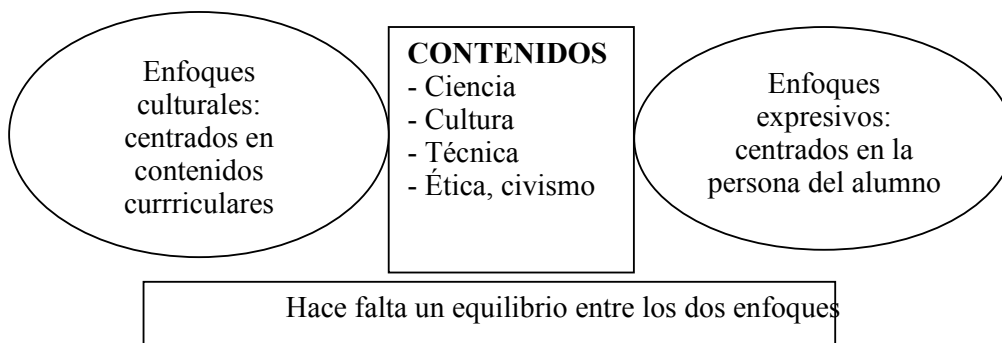 Enfoques
culturales:
centrados en
contenidos
currriculares
CONTENIDOS
- Ciencia
- Cultura
- Técnica
- Ética, civismo
Enfoques
expresivos:
centrados en la
persona del alumno
Hace falta un equilibrio entre los dos enfoques